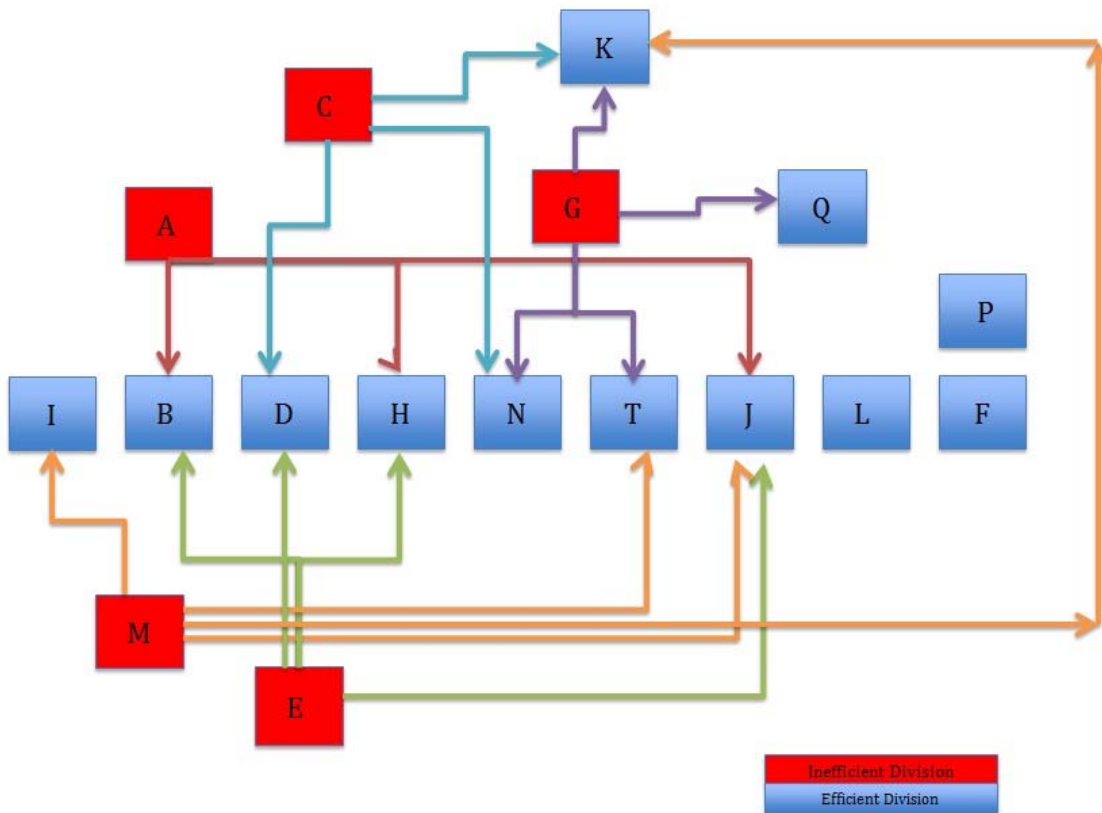 K
C
G
Q
A
P
I
B
D
H
N
T
J
L
F
M
E
Inefficient Division
Efficient Division